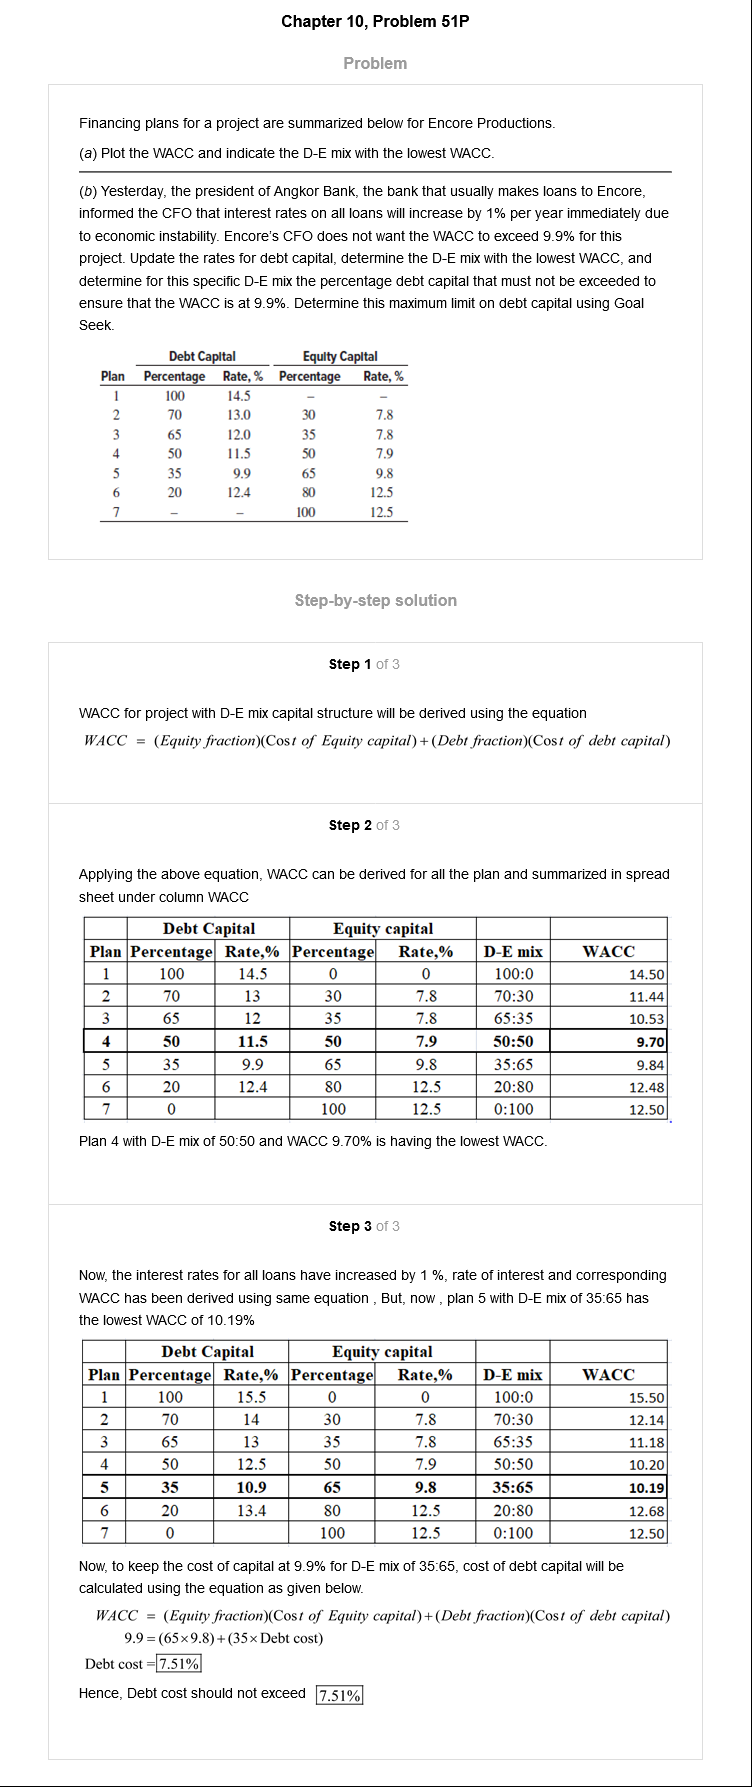 Chapter 10, Problem 51P
Problem
Financing plans for a project are summarized below for Encore Productions.
(a) Plot the WACC and indicate the D-E mix with the lowest WACC.
(b) Yesterday, the president of Angkor Bank, the bank that usually makes loans to Encore,
informed the CFO that interest rates on all loans will increase by 1% per year immediately due
to economic instability. Encore's CFO does not want the WACC to exceed 9.9% for this
project. Update the rates for debt capital, determine the D-E mix with the lowest WACC, and
determine for this specific D-E mix the percentage debt capital that must not be exceeded to
ensure that the WACC is at 9.9%. Determine this maximum limit on debt capital using Goal
Seek.
Debt Capital Equity Capital
Plan Percentage Rate, % Percentage Rate, %
1 100 14.5 – –
2 70 13.0 30 7.8
3 65 12.0 35 7.8
4 50 11.5 50 7.9
5 35 9.9 65 9.8
6 20 12.4 80 12.5
7 – – 100 12.5
Step-by-step solution
Step 1 of 3
WACC for project with D-E mix capital structure will be derived using the equation
WACC = (Equity fraction)(Cost of Equity capital)+(Debt fraction)(Cost of debt capital)
Step 2 of 3
Applying the above equation, WACC can be derived for all the plan and summarized in spread
sheet under column WACC
Debt Capital Equity capital
Plan Percentage Rate,% Percentage Rate,% D-E mix WACC
1 100 14.5 0 0 100:0 14.50
2 70 13 30 7.8 70:30 11.44
3 65 12 35 7.8 65:35 10.53
4 50 11.5 50 7.9 50:50 9.70
5 35 9.9 65 9.8 35:65 9.84
6 20 12.4 80 12.5 20:80 12.48
7 0 100 12.5 0:100 12.50
Plan 4 with D-E mix of 50:50 and WACC 9.70% is having the lowest WACC.
Step 3 of 3
Now, the interest rates for all loans have increased by 1 %, rate of interest and corresponding
WACC has been derived using same equation , But, now , plan 5 with D-E mix of 35:65 has
the lowest WACC of 10.19%
Debt Capital Equity capital
Plan Percentage Rate,% Percentage Rate,% D-E mix WACC
1 100 15.5 0 0 100:0 15.50
2 70 14 30 7.8 70:30 12.14
3 65 13 35 7.8 65:35 11.18
4 50 12.5 50 7.9 50:50 10.20
5 35 10.9 65 9.8 35:65 10.19
6 20 13.4 80 12.5 20:80 12.68
7 0 100 12.5 0:100 12.50
Now, to keep the cost of capital at 9.9% for D-E mix of 35:65, cost of debt capital will be
calculated using the equation as given below.
WACC = (Equity fraction)(Cost of Equity capital)+(Debt fraction)(Cost of debt capital)
9.9=(65×9.8)+(35×Debt cost)
Debt cost =7.51%
Hence, Debt cost should not exceed 7.51%